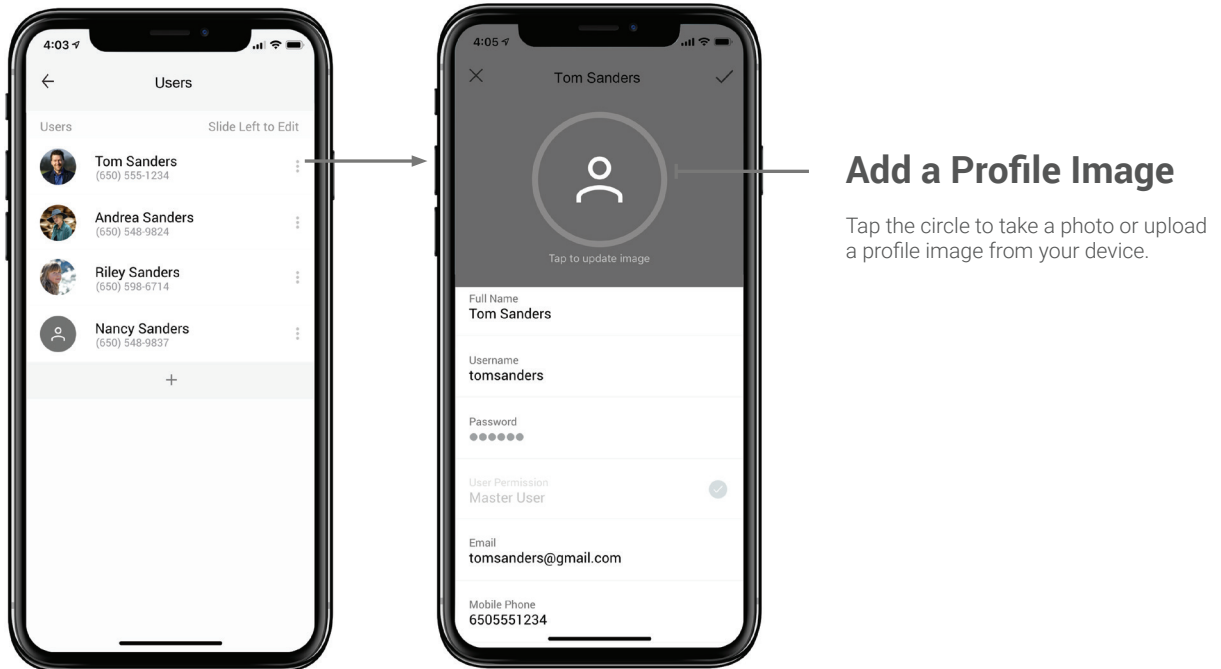 4:03
Users
Users
Slide Left to Edit
Tom Sanders
(650) 555-1234
Andrea Sanders
(650) 548-9824
Riley Sanders
(650) 598-6714
Nancy Sanders
(650) 548-9837
+
4:05
Tom Sanders
Tap to update image
Full Name
Tom Sanders
Username
tomsanders
Password
User Permission
Master User
Email
tomsanders@gmail.com
Mobile Phone
6505551234
Add a Profile Image
Tap the circle to take a photo or upload
a profile image from your device.